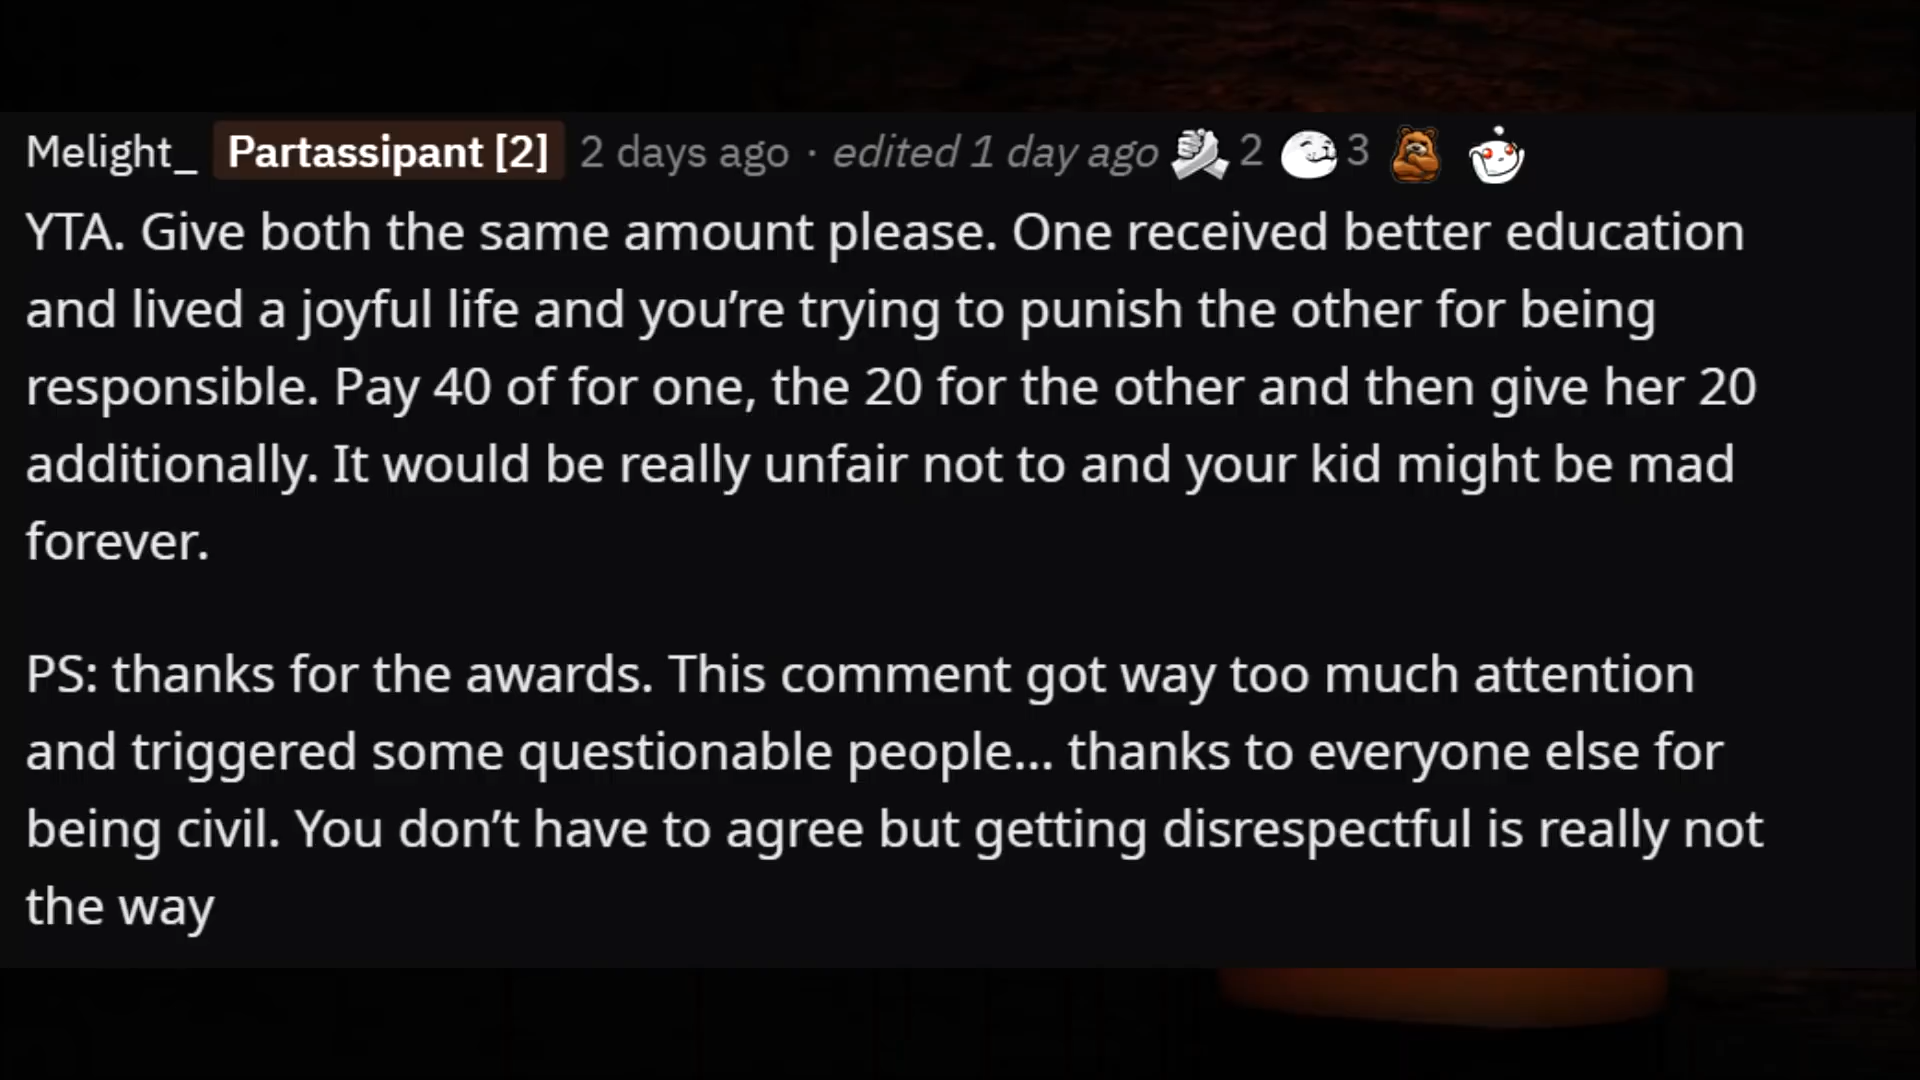 Melight_ Partassipant [2] 2 days ago · edited 1 day ago 2 3
YTA. Give both the same amount please. One received better education
and lived a joyful life and you’re trying to punish the other for being
responsible. Pay 40 of for one, the 20 for the other and then give her 20
additionally. It would be really unfair not to and your kid might be mad
forever.
PS: thanks for the awards. This comment got way too much attention
and triggered some questionable people... thanks to everyone else for
being civil. You don’t have to agree but getting disrespectful is really not
the way